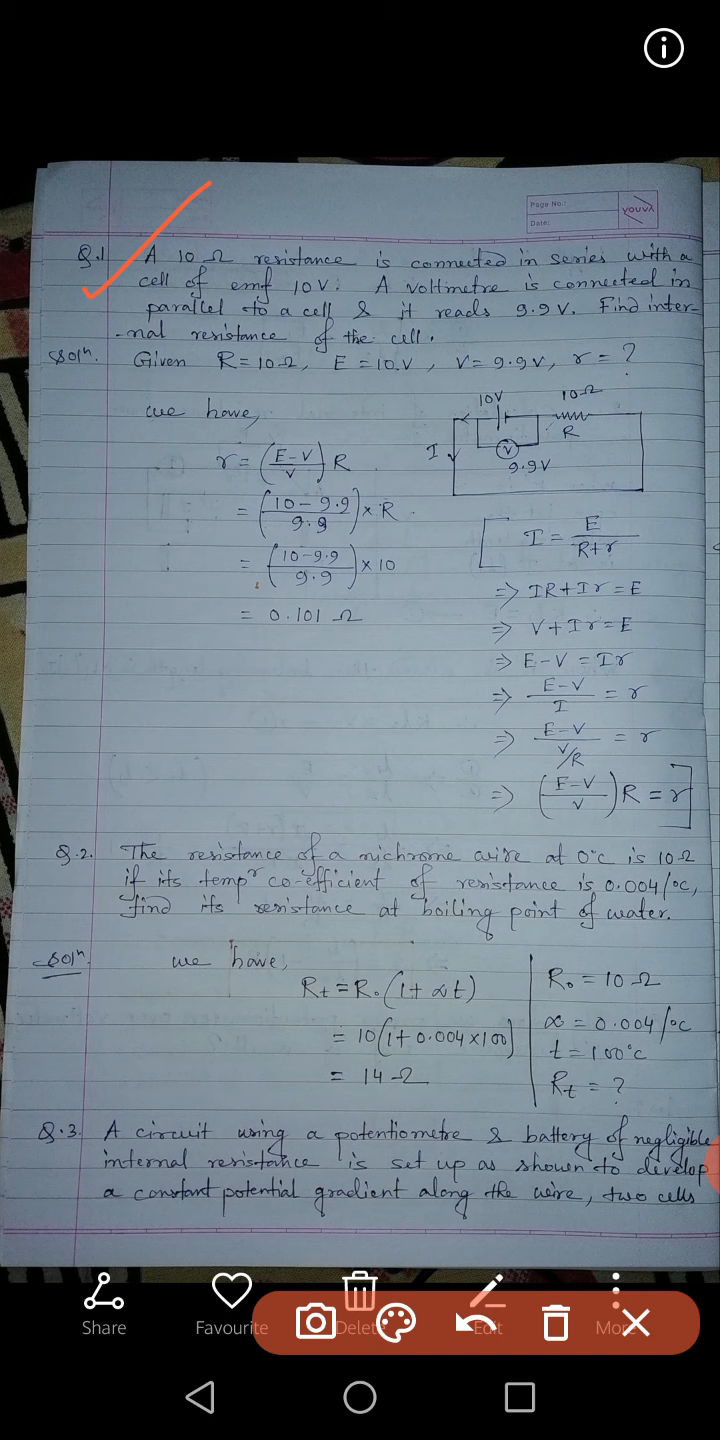 Page No.:
Date:
YOUVA
Q.1 A 10 Ω resistance is connected in series with a
cell of emf 10 V. A voltmetre is connected in
parallel to a cell & it reads 9.9 V. Find inter-
-nal resistance of the cell.
Solⁿ. Given R = 10 Ω, E = 10V, V = 9.9 V, r = ?
we have,
10V 10Ω
I V R
9.9V
r = (E-V/V) R
= (10-9.9/9.9) × R
= (10-9.9/9.9) × 10
= 0.101 Ω
[ I = E/R+r
=> IR + Ir = E
=> V + Ir = E
=> E-V = Ir
=> E-V/I = r
=> E-V/V/R = r
=> (E-V/V) R = r ]
Q.2. The resistance of a nichrome wire at 0°c is 10 Ω
if its tempʳ co-efficient of resistance is 0.004/°c,
find its resistance at boiling point of water.
Solⁿ. we have,
Rt = R₀ (1 + αt)
= 10 (1 + 0.004 × 100)
= 14 Ω
R₀ = 10 Ω
α = 0.004/°c
t = 100°c
Rt = ?
Q.3. A circuit using a potentiometre & battery of negligible
internal resistance is set up as shown to develop
a constant potential gradient along the wire, two cells
Share Favourite Delete Edit More